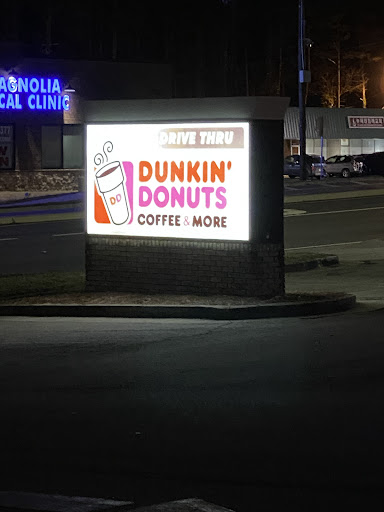 AGNOLIA
CAL CLINIC
DRIVE THRU
DUNKIN'
DONUTS
COFFEE & MORE
DD